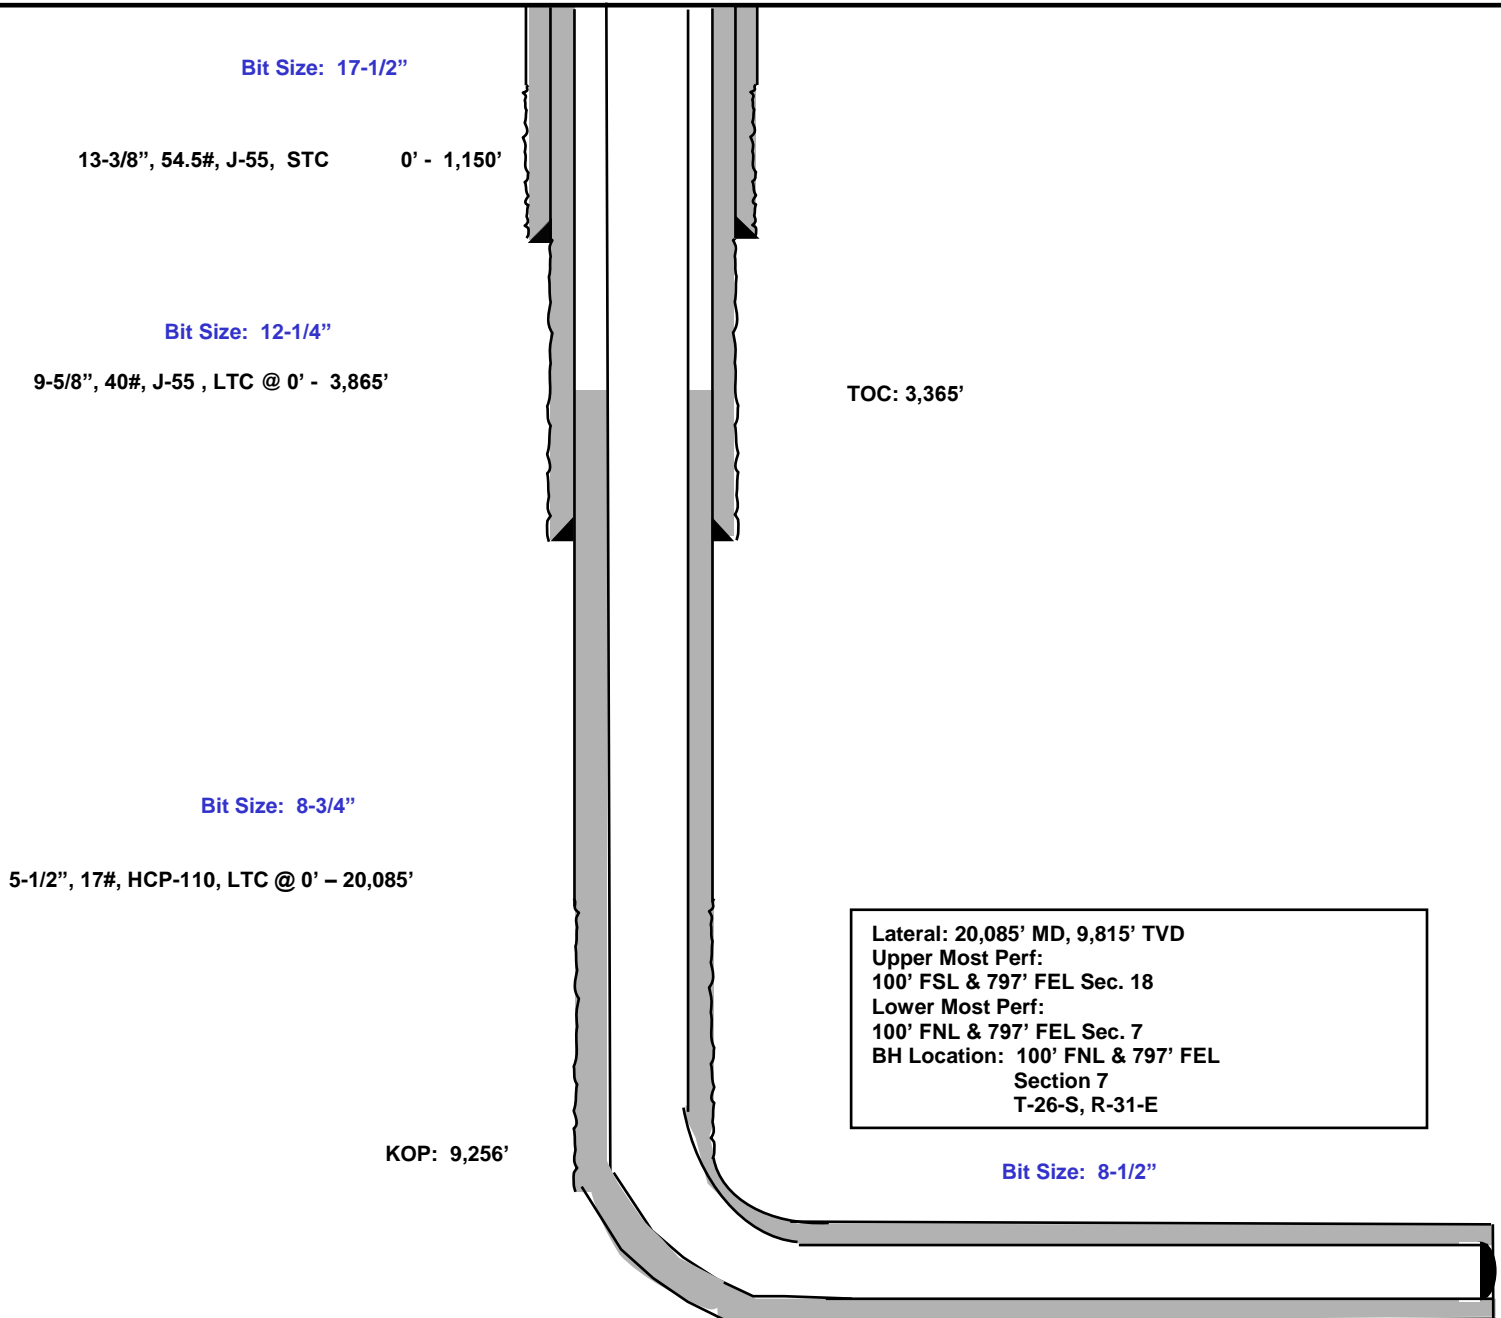 Bit Size: 17-1/2”
13-3/8”, 54.5#, J-55, STC 0’ - 1,150’
Bit Size: 12-1/4”
9-5/8”, 40#, J-55 , LTC @ 0’ - 3,865’
TOC: 3,365’
Bit Size: 8-3/4”
5-1/2”, 17#, HCP-110, LTC @ 0’ – 20,085’
Lateral: 20,085’ MD, 9,815’ TVD
Upper Most Perf:
100’ FSL & 797’ FEL Sec. 18
Lower Most Perf:
100’ FNL & 797’ FEL Sec. 7
BH Location: 100’ FNL & 797’ FEL
Section 7
T-26-S, R-31-E
KOP: 9,256’
Bit Size: 8-1/2”